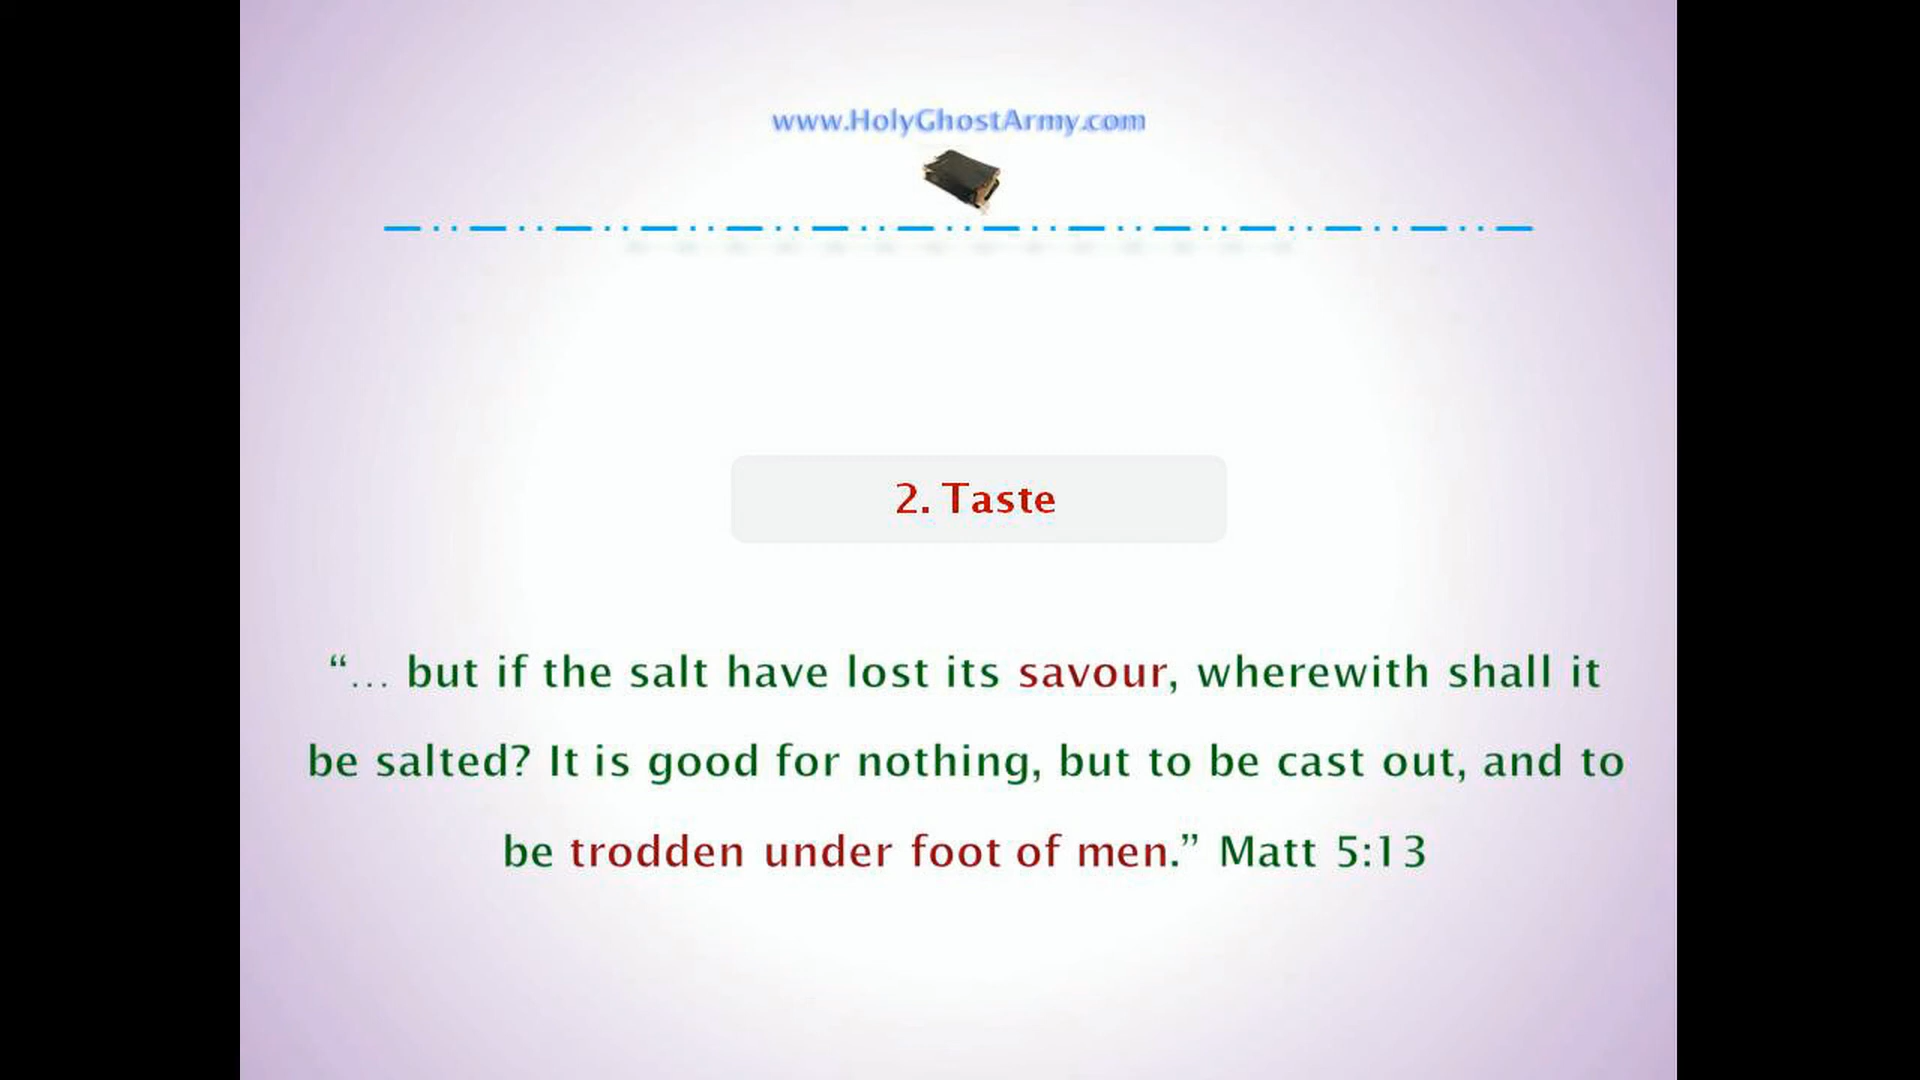 www.HolyGhostArmy.com
2. Taste
“... but if the salt have lost its savour, wherewith shall it
be salted? It is good for nothing, but to be cast out, and to
be trodden under foot of men.” Matt 5:13